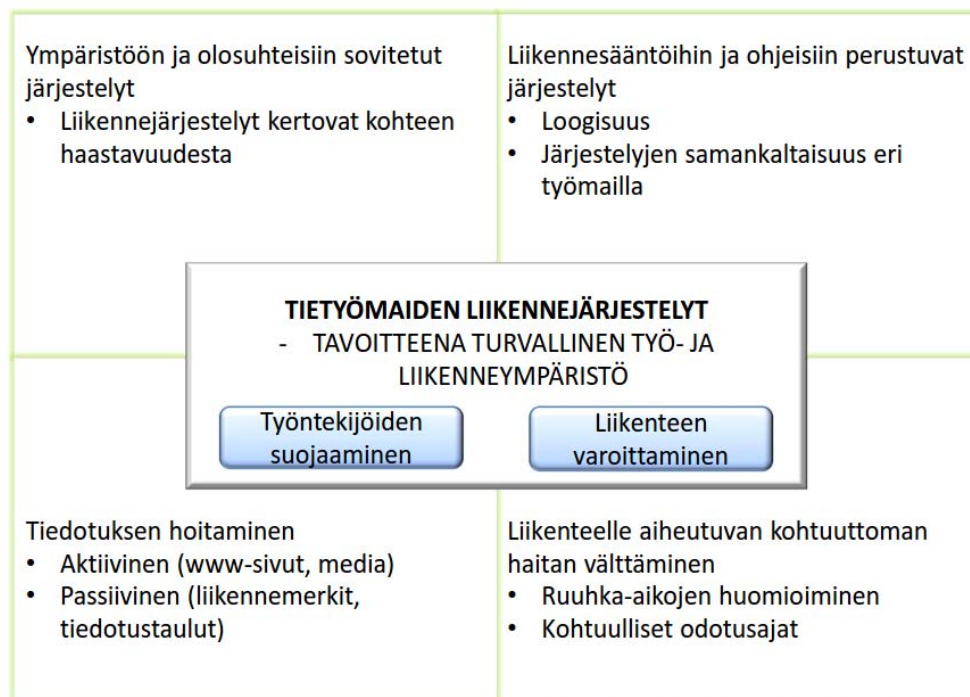 Ympäristöön ja olosuhteisiin sovitetut
järjestelyt
• Liikennejärjestelyt kertovat kohteen
haastavuudesta
Liikennesääntöihin ja ohjeisiin perustuvat
järjestelyt
• Loogisuus
• Järjestelyjen samankaltaisuus eri
työmailla
TIETYÖMAIDEN LIIKENNEJÄRJESTELYT
- TAVOITTEENA TURVALLINEN TYÖ- JA
LIIKENNEYMPÄRISTÖ
Työntekijöiden
suojaaminen
Liikenteen
varoittaminen
Tiedotuksen hoitaminen
• Aktiivinen (www-sivut, media)
• Passiivinen (liikennemerkit,
tiedotustaulut)
Liikenteelle aiheutuvan kohtuuttoman
haitan välttäminen
• Ruuhka-aikojen huomioiminen
• Kohtuulliset odotusajat